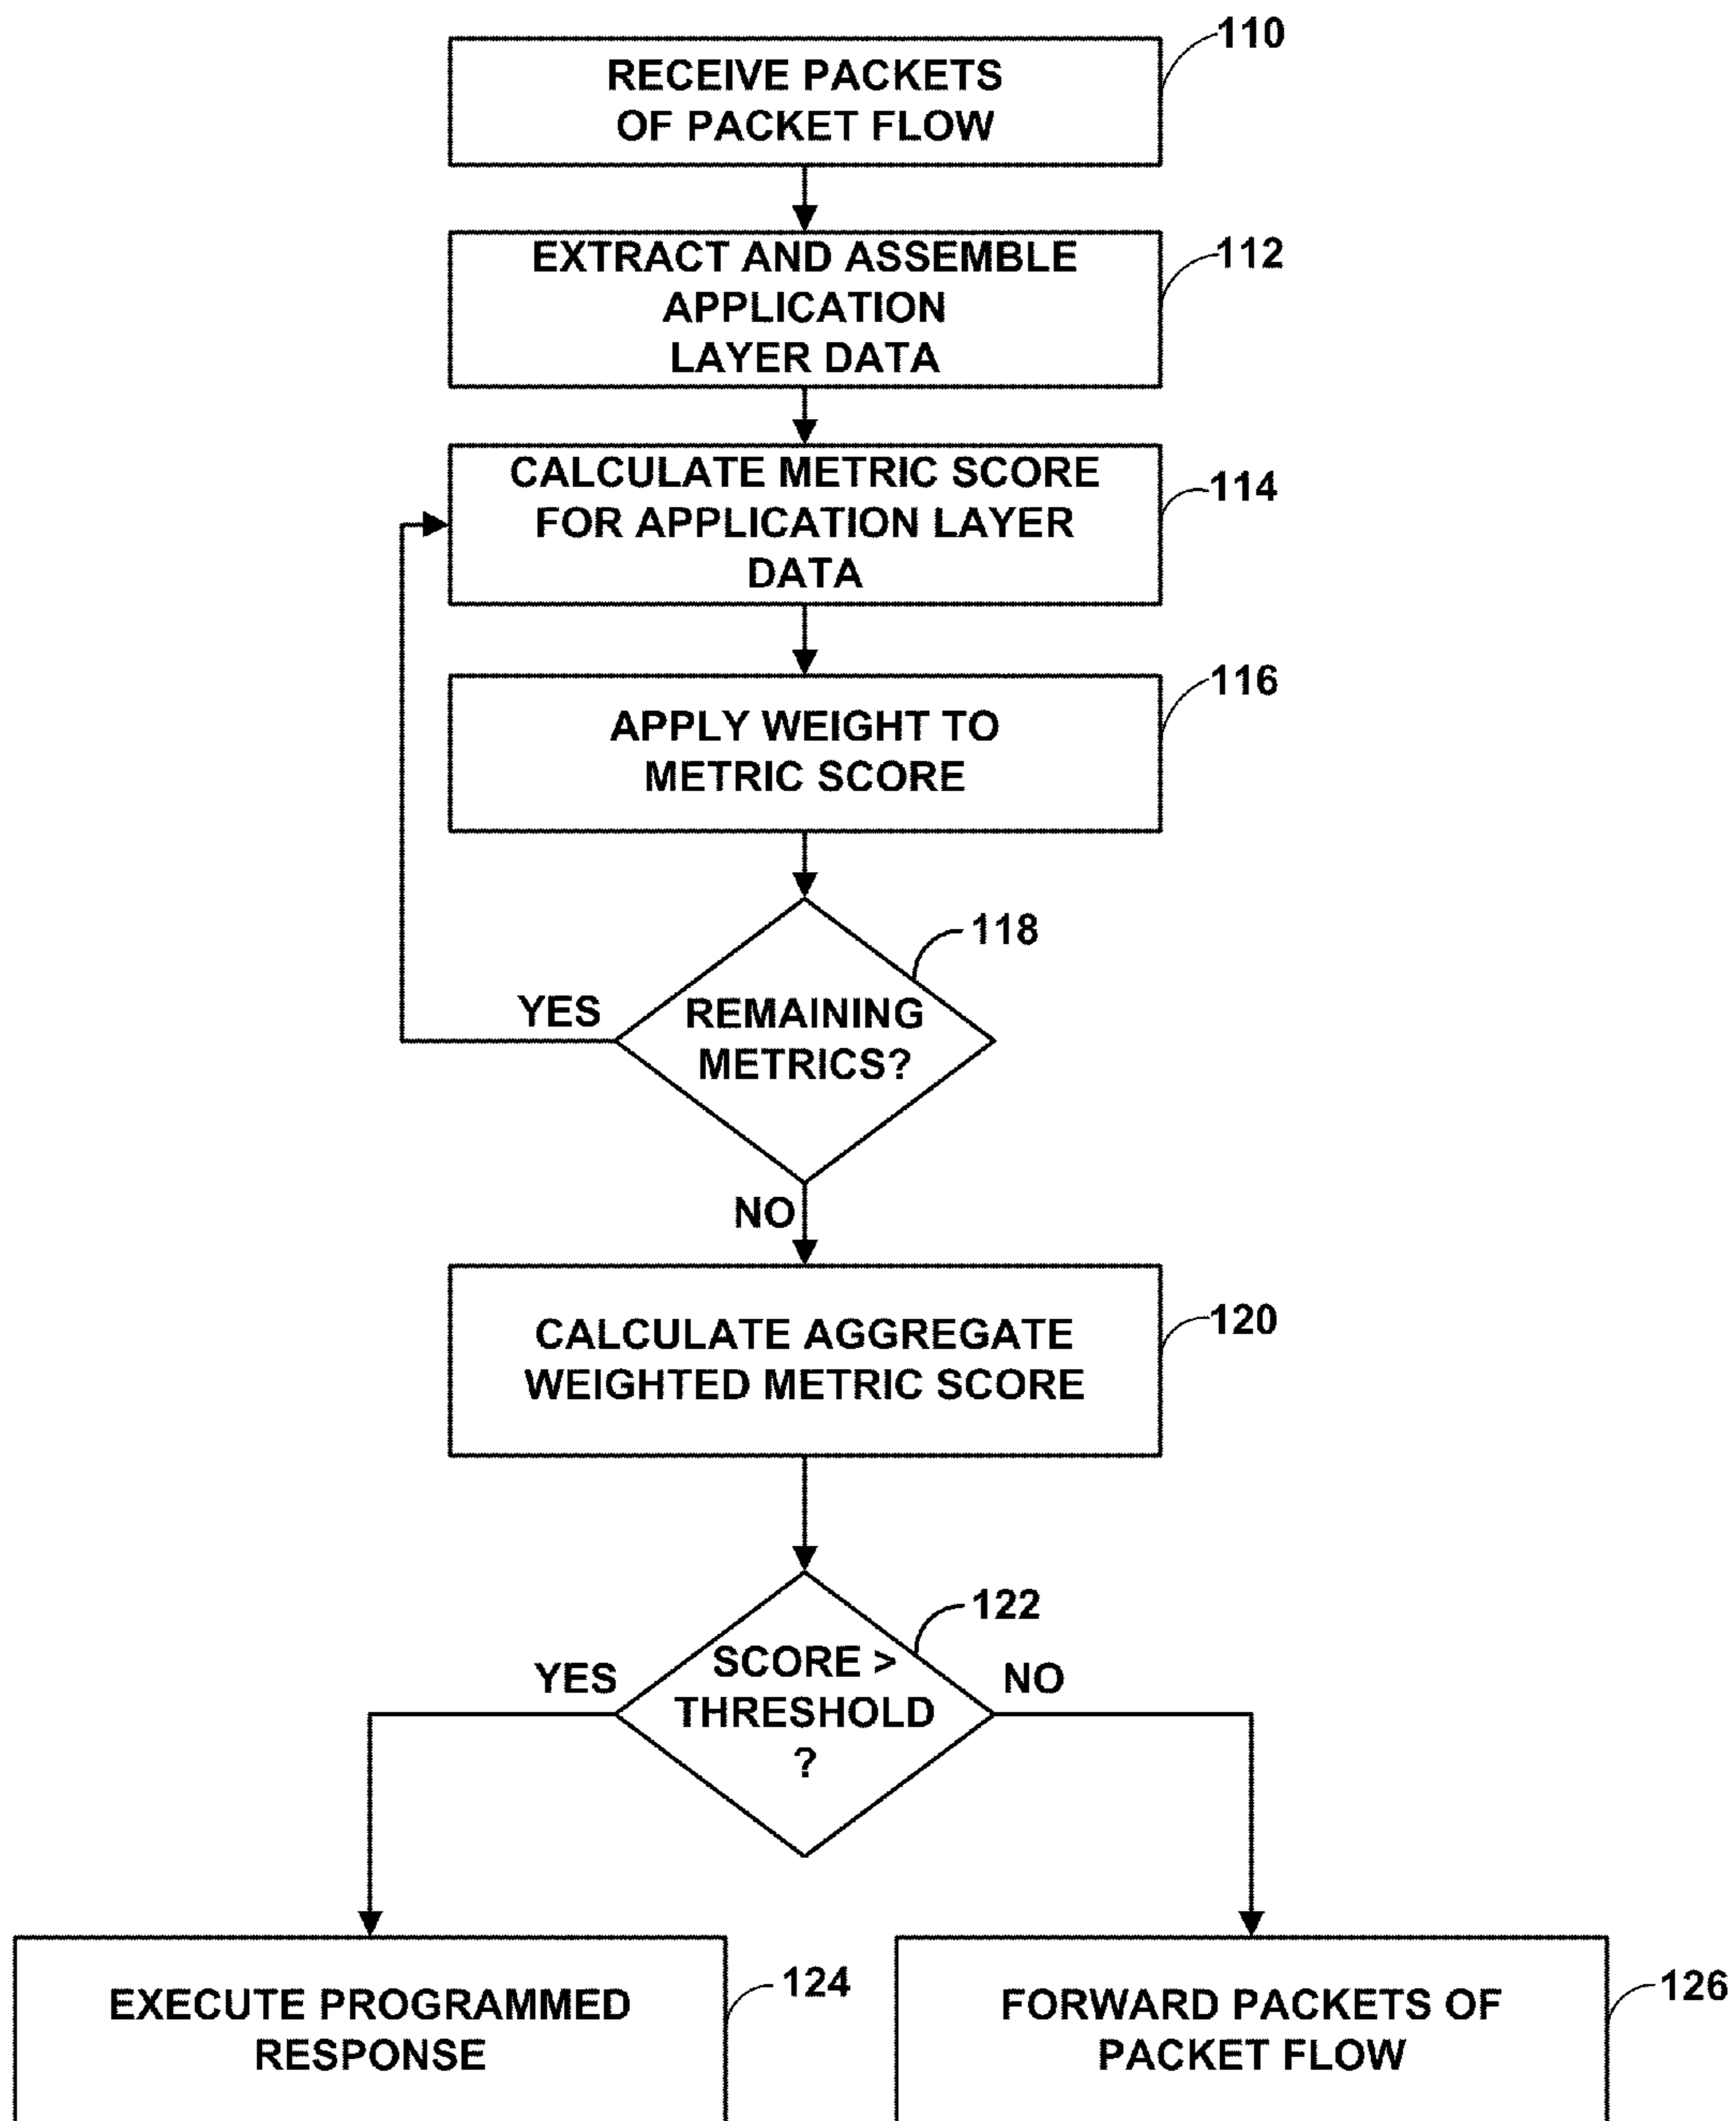 110
RECEIVE PACKETS
OF PACKET FLOW
112
EXTRACT AND ASSEMBLE
APPLICATION
LAYER DATA
114
CALCULATE METRIC SCORE
FOR APPLICATION LAYER
DATA
116
APPLY WEIGHT TO
METRIC SCORE
118
YES
REMAINING
METRICS?
NO
120
CALCULATE AGGREGATE
WEIGHTED METRIC SCORE
122
YES
SCORE >
THRESHOLD
?
NO
124
EXECUTE PROGRAMMED
RESPONSE
126
FORWARD PACKETS OF
PACKET FLOW